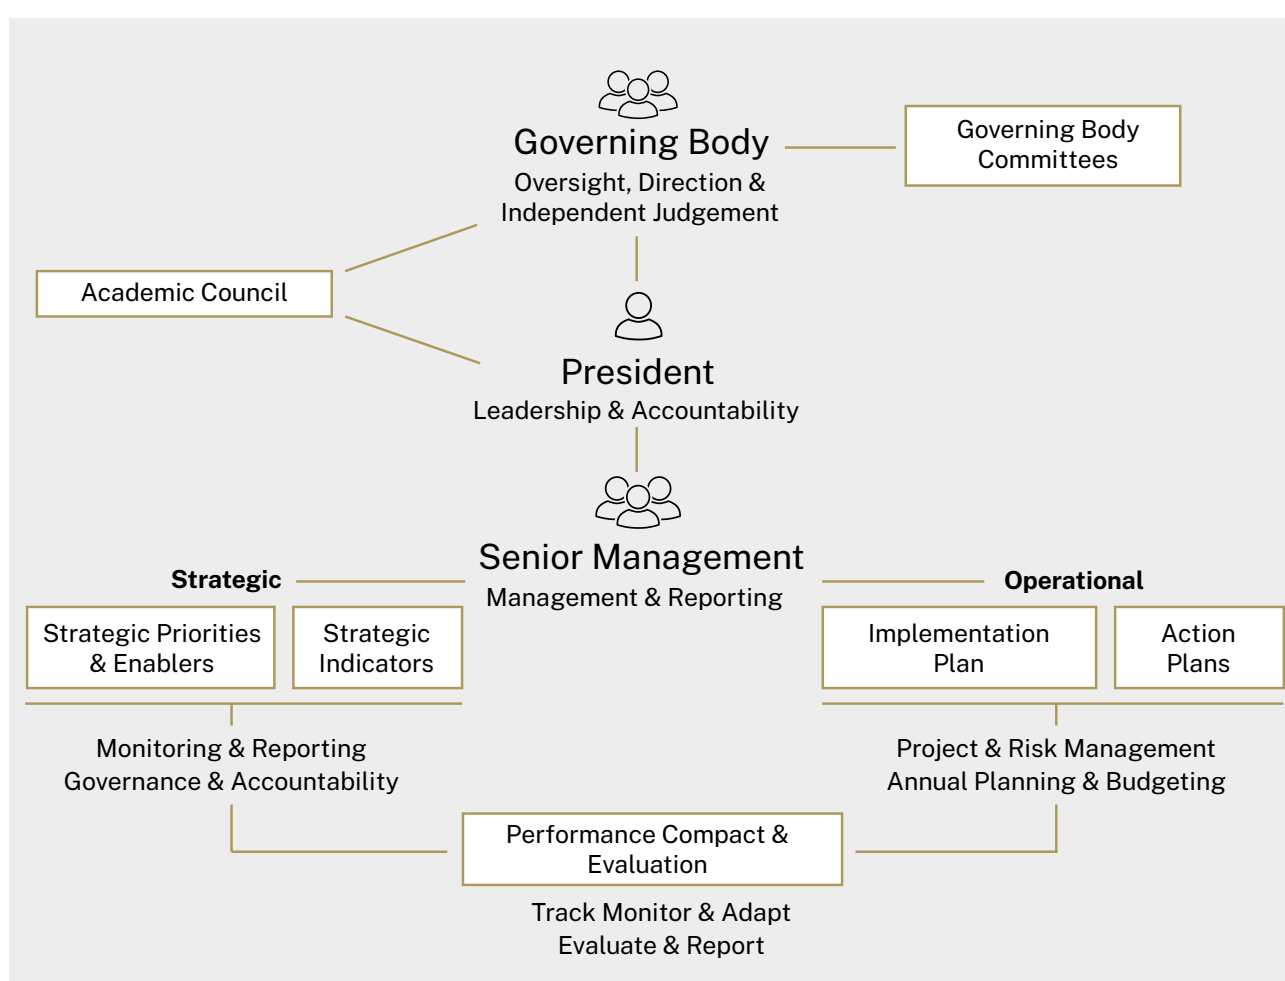 Governing Body
Oversight, Direction &
Independent Judgement
Governing Body
Committees
Academic Council
President
Leadership & Accountability
Senior Management
Management & Reporting
Strategic
Operational
Strategic Priorities
& Enablers
Strategic
Indicators
Implementation
Plan
Action
Plans
Monitoring & Reporting
Governance & Accountability
Project & Risk Management
Annual Planning & Budgeting
Performance Compact &
Evaluation
Track Monitor & Adapt
Evaluate & Report